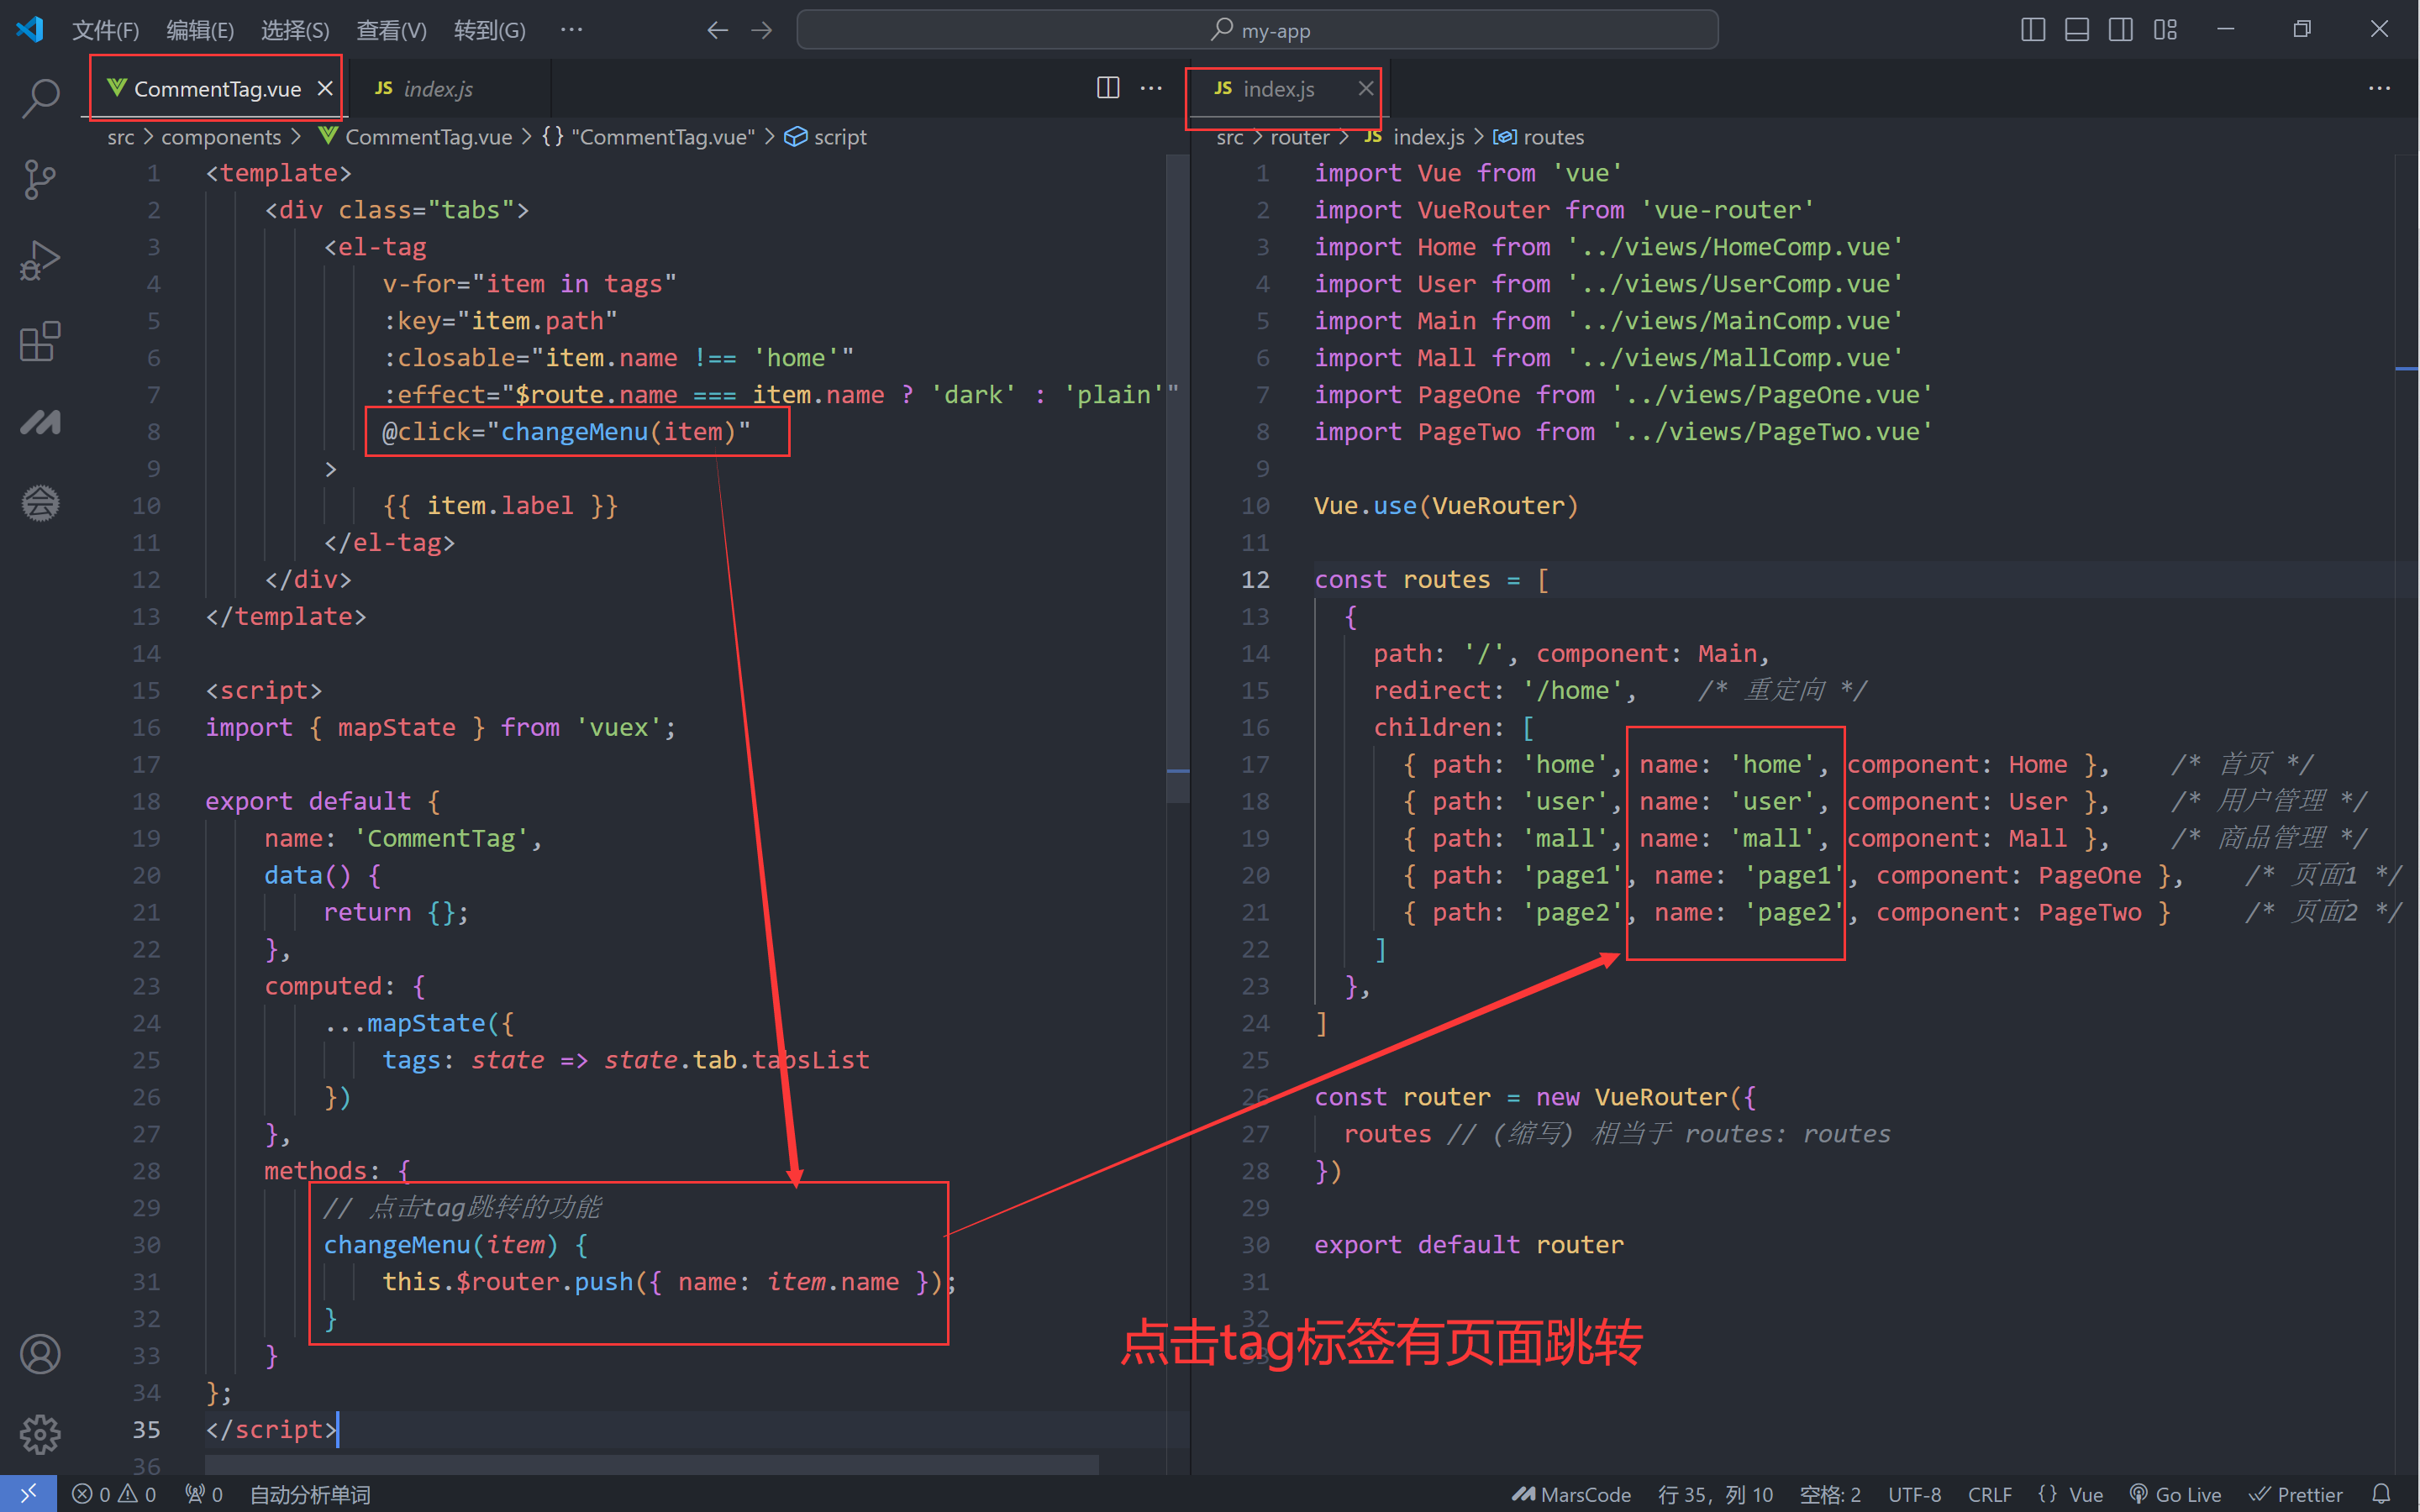 文件(F) 编辑(E) 选择(S) 查看(V) 转到(G) ··· my-app
CommentTag.vue JS index.js
src > components > CommentTag.vue > {} "CommentTag.vue" > script
1 <template>
2 <div class="tabs">
3 <el-tag
4 v-for="item in tags"
5 :key="item.path"
6 :closable="item.name !== 'home'"
7 :effect="$route.name === item.name ? 'dark' : 'plain'"
8 @click="changeMenu(item)"
9 >
10 {{ item.label }}
11 </el-tag>
12 </div>
13 </template>
14
15 <script>
16 import { mapState } from 'vuex';
17
18 export default {
19 name: 'CommentTag',
20 data() {
21 return {};
22 },
23 computed: {
24 ...mapState({
25 tags: state => state.tab.tabsList
26 })
27 },
28 methods: {
29 // 点击tag跳转的功能
30 changeMenu(item) {
31 this.$router.push({ name: item.name });
32 }
33 }
34 };
35 </script>
36
JS index.js
src > router > JS index.js > routes
1 import Vue from 'vue'
2 import VueRouter from 'vue-router'
3 import Home from '../views/HomeComp.vue'
4 import User from '../views/UserComp.vue'
5 import Main from '../views/MainComp.vue'
6 import Mall from '../views/MallComp.vue'
7 import PageOne from '../views/PageOne.vue'
8 import PageTwo from '../views/PageTwo.vue'
9
10 Vue.use(VueRouter)
11
12 const routes = [
13 {
14 path: '/', component: Main,
15 redirect: '/home', /* 重定向 */
16 children: [
17 { path: 'home', name: 'home', component: Home }, /* 首页 */
18 { path: 'user', name: 'user', component: User }, /* 用户管理 */
19 { path: 'mall', name: 'mall', component: Mall }, /* 商品管理 */
20 { path: 'page1', name: 'page1', component: PageOne }, /* 页面1 */
21 { path: 'page2', name: 'page2', component: PageTwo } /* 页面2 */
22 ]
23 },
24 ]
25
26 const router = new VueRouter({
27 routes // (缩写) 相当于 routes: routes
28 })
29
30 export default router
31
32
33
点击tag标签有页面跳转
0 0 0 自动分析单词 MarsCode 行 35, 列 10 空格: 2 UTF-8 CRLF {} Vue Go Live Prettier